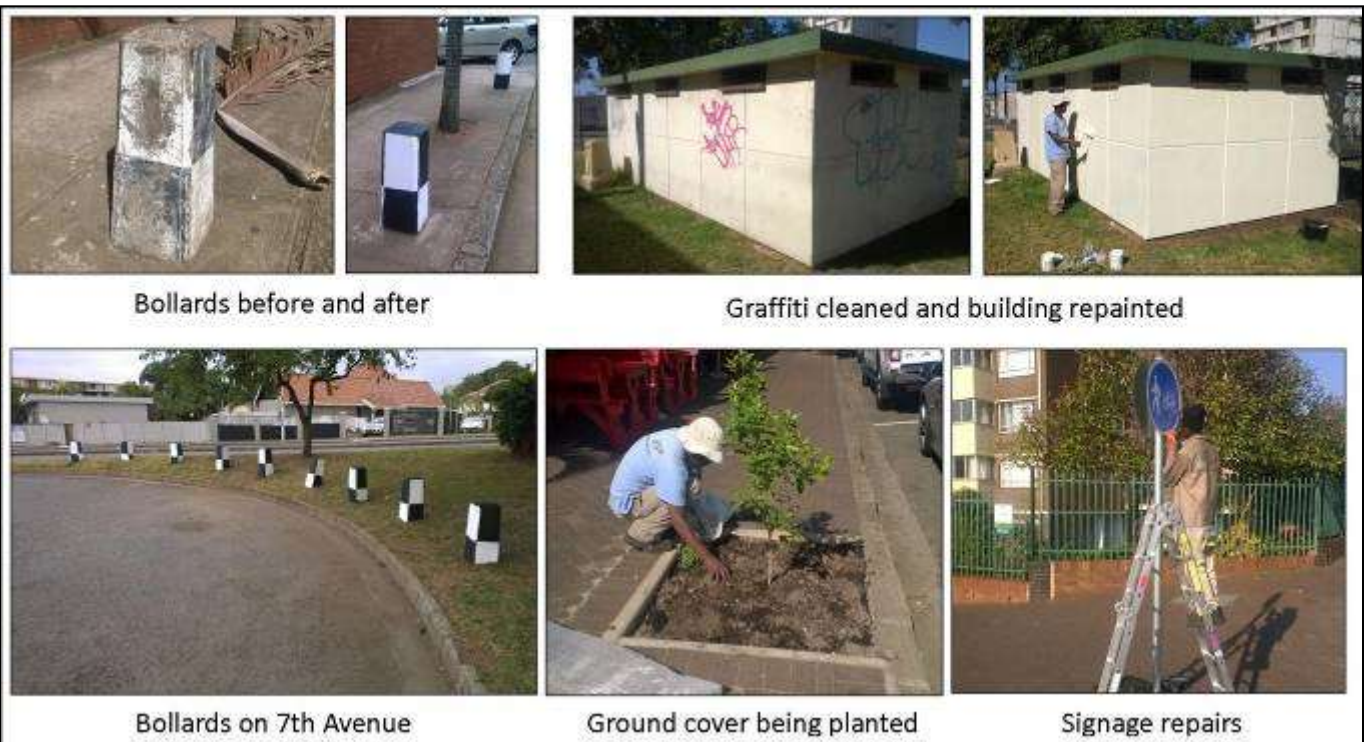 Bollards before and after
Graffiti cleaned and building repainted
Bollards on 7th Avenue
Ground cover being planted
Signage repairs